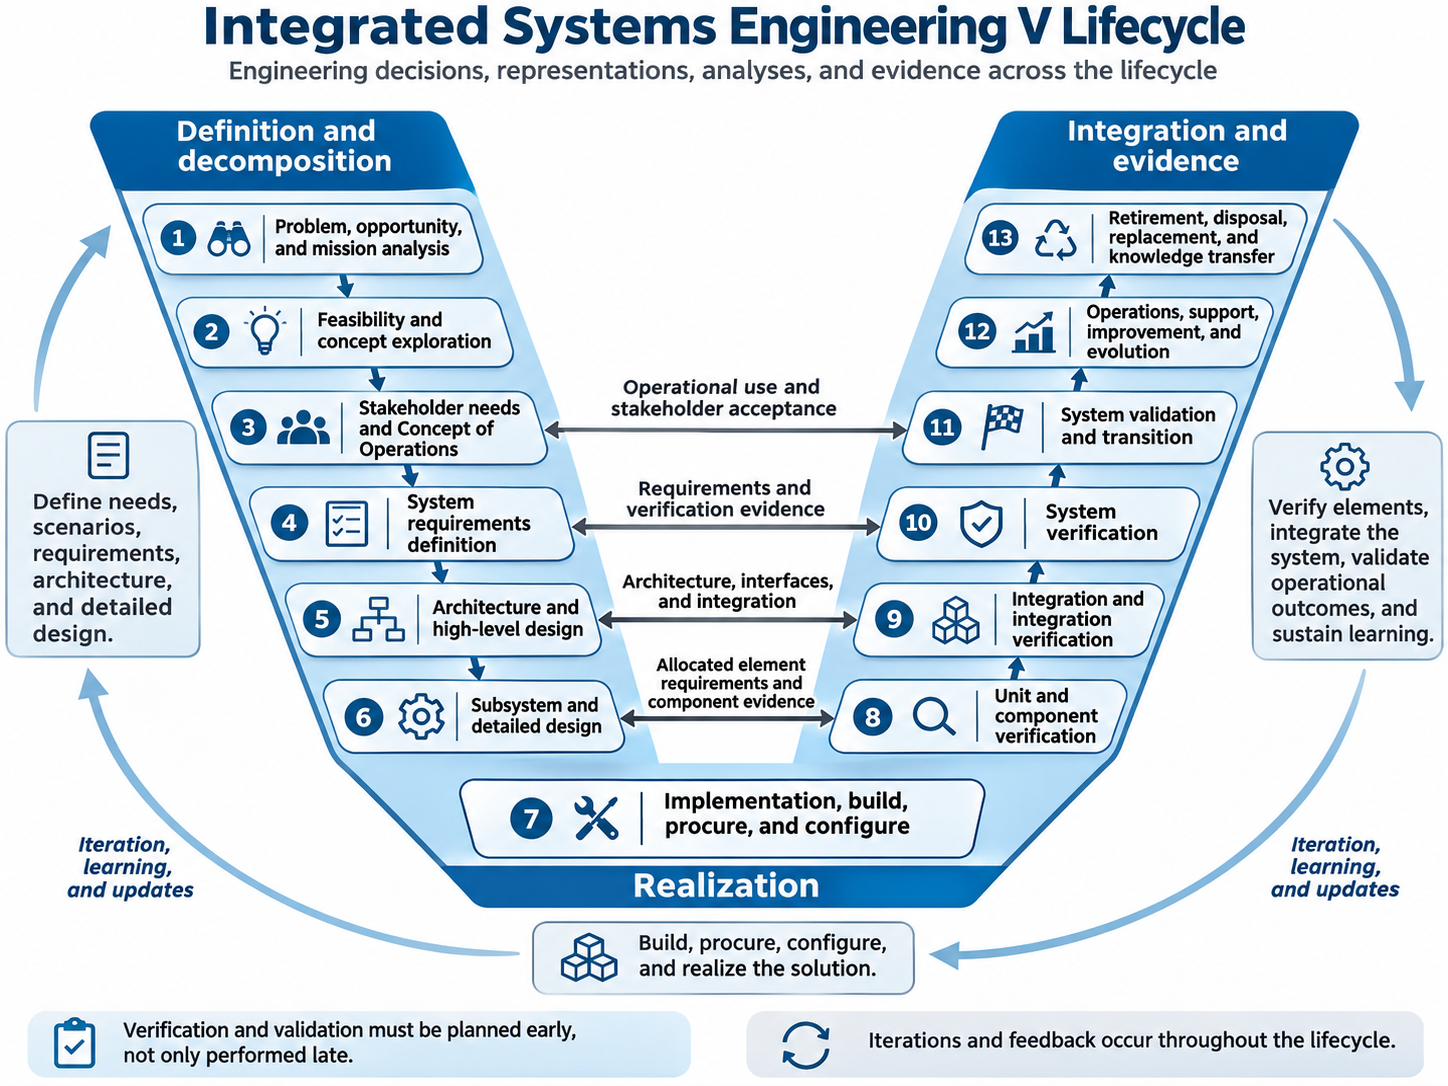 Integrated Systems Engineering V Lifecycle
Engineering decisions, representations, analyses, and evidence across the lifecycle
Definition and
decomposition
1
Problem, opportunity,
and mission analysis
2
Feasibility and
concept exploration
3
Stakeholder needs
and Concept of
Operations
4
System
requirements
definition
5
Architecture and
high-level design
6
Subsystem and
detailed design
Operational use and
stakeholder acceptance
Requirements and
verification evidence
Architecture, interfaces,
and integration
Allocated element
requirements and
component evidence
Integration and
evidence
13
Retirement, disposal,
replacement, and
knowledge transfer
12
Operations, support,
improvement, and
evolution
11
System validation
and transition
10
System
verification
9
Integration and
integration
verification
8
Unit and
component
verification
7
Implementation, build,
procure, and configure
Realization
Define needs,
scenarios,
requirements,
architecture,
and detailed
design.
Verify elements,
integrate the
system, validate
operational
outcomes, and
sustain learning.
Iteration,
learning,
and updates
Iteration,
learning,
and updates
Build, procure, configure,
and realize the solution.
Verification and validation must be planned early,
not only performed late.
Iterations and feedback occur throughout the lifecycle.